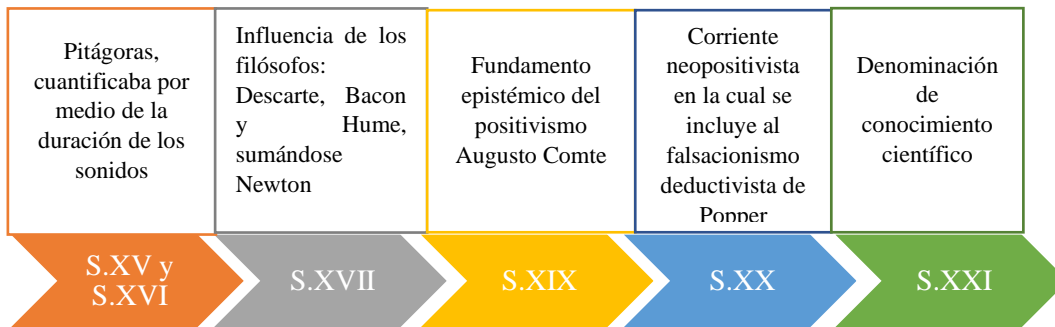 Pitágoras,
cuantificaba por
medio de la
duración de los
sonidos
Influencia de los
filósofos:
Descarte, Bacon
y Hume,
sumándose
Newton
Fundamento
epistémico del
positivismo
Augusto Comte
Corriente
neopositivista
en la cual se
incluye al
falsacionismo
deductivista de
Popper
Denominación
de
conocimiento
científico
S.XV y
S.XVI
S.XVII
S.XIX
S.XX
S.XXI